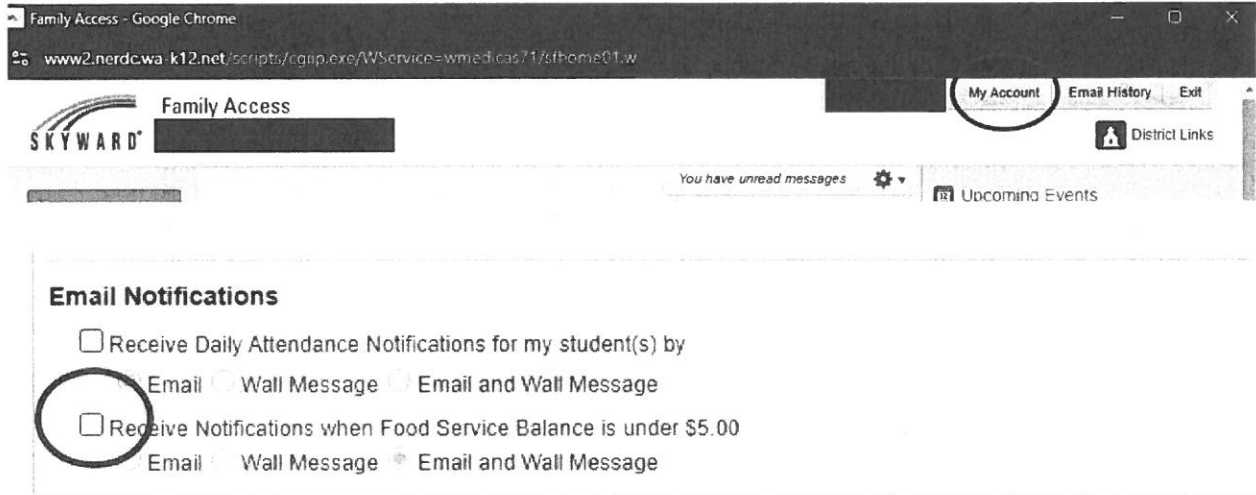 Family Access - Google Chrome
www2.nerdc.wa-k12.net/scripts/cgiip.exe/WService=wmedicas71/sfhome01.w
My Account Email History Exit
Family Access
SKYWARD®
District Links
You have unread messages
Upcoming Events
Email Notifications
Receive Daily Attendance Notifications for my student(s) by
Email Wall Message Email and Wall Message
Receive Notifications when Food Service Balance is under $5.00
Email Wall Message Email and Wall Message